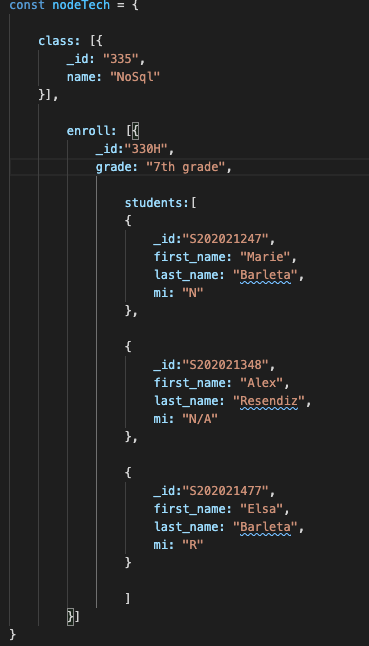 const nodeTech = {
class: [{
_id: "335",
name: "NoSql"
}],
enroll: [{
_id:"330H",
grade: "7th grade",
students:[
{
_id:"S202021247",
first_name: "Marie",
last_name: "Barleta",
mi: "N"
},
{
_id:"S202021348",
first_name: "Alex",
last_name: "Resendiz",
mi: "N/A"
},
{
_id:"S202021477",
first_name: "Elsa",
last_name: "Barleta",
mi: "R"
}
]
}]
}